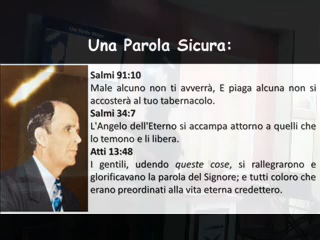 Una Parola Sicura:
Salmi 91:10
Male alcuno non ti avverrà, E piaga alcuna non si
accosterà al tuo tabernacolo.
Salmi 34:7
L'Angelo dell'Eterno si accampa attorno a quelli che
lo temono e li libera.
Atti 13:48
I gentili, udendo queste cose, si rallegrarono e
glorificavano la parola del Signore; e tutti coloro che
erano preordinati alla vita eterna credettero.